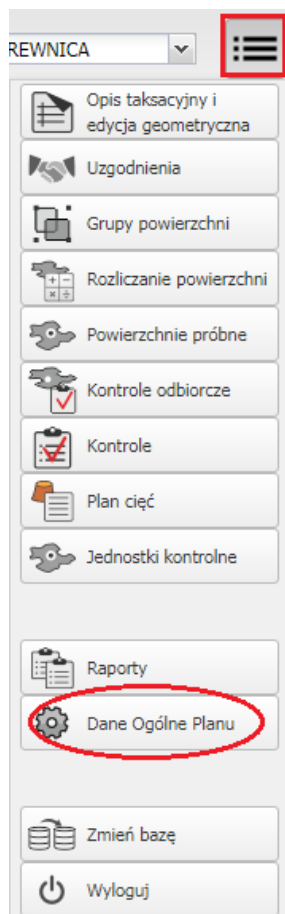 REWNICA
Opis taksacyjny i
edycja geometryczna
Uzgodnienia
Grupy powierzchni
Rozliczanie powierzchni
Powierzchnie próbne
Kontrole odbiorcze
Kontrole
Plan cięć
Jednostki kontrolne
Raporty
Dane Ogólne Planu
Zmień bazę
Wyloguj